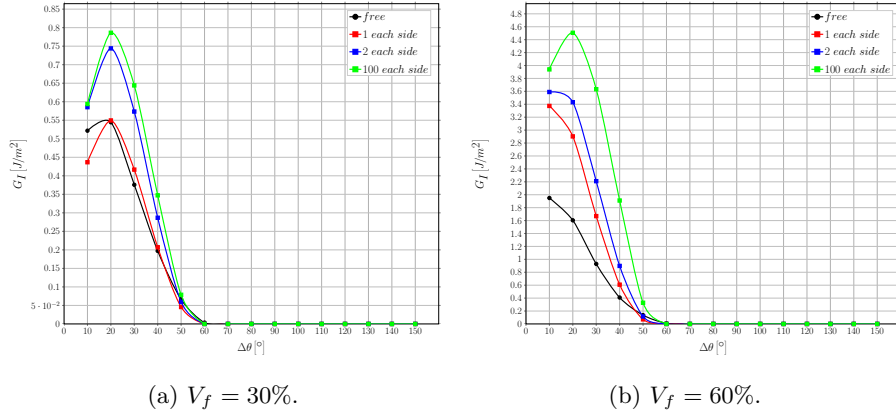 0.85
0.8
0.75
0.7
0.65
0.6
0.55
0.5
0.45
0.4
0.35
0.3
0.25
0.2
0.15
0.1
5 · 10⁻²
0
G_I [J/m²]
10 20 30 40 50 60 70 80 90 100 110 120 130 140 150
Δθ [°]
free
1 each side
2 each side
100 each side
(a) V_f = 30%.
4.8
4.6
4.4
4.2
4
3.8
3.6
3.4
3.2
3
2.8
2.6
2.4
2.2
2
1.8
1.6
1.4
1.2
1
0.8
0.6
0.4
0.2
0
G_I [J/m²]
10 20 30 40 50 60 70 80 90 100 110 120 130 140 150
Δθ [°]
free
1 each side
2 each side
100 each side
(b) V_f = 60%.